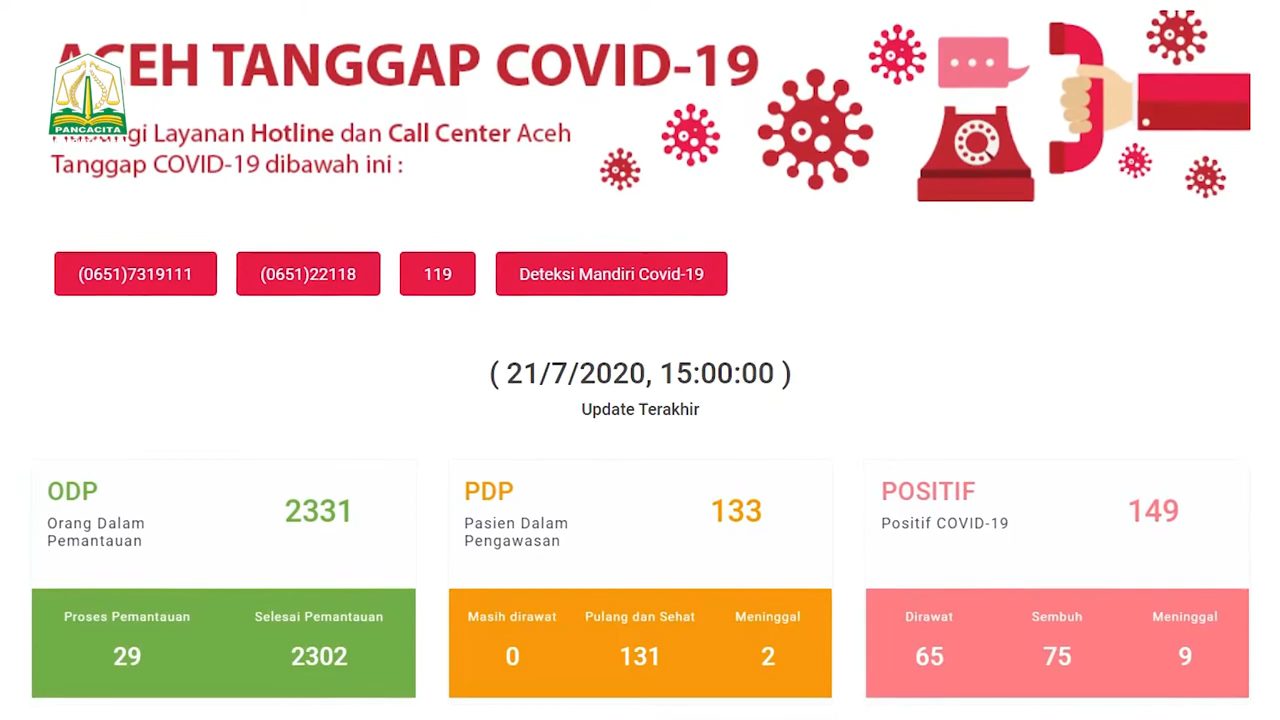 ACEH TANGGAP COVID-19
PANCACITA
Layanan Hotline dan Call Center Aceh
Tanggap COVID-19 dibawah ini :
(0651)7319111
(0651)22118
119
Deteksi Mandiri Covid-19
( 21/7/2020, 15:00:00 )
Update Terakhir
ODP
Orang Dalam
Pemantauan
2331
Proses Pemantauan
Selesai Pemantauan
29
2302
PDP
Pasien Dalam
Pengawasan
133
Masih dirawat
Pulang dan Sehat
Meninggal
0
131
2
POSITIF
Positif COVID-19
149
Dirawat
Sembuh
Meninggal
65
75
9